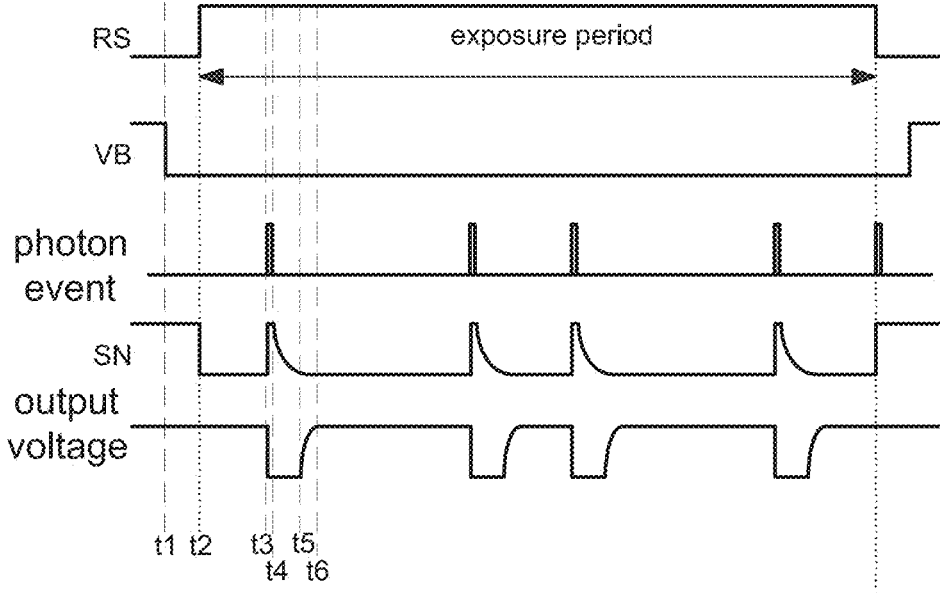 RS
exposure period
VB
photon
event
SN
output
voltage
t1 t2 t3 t5
t4 t6